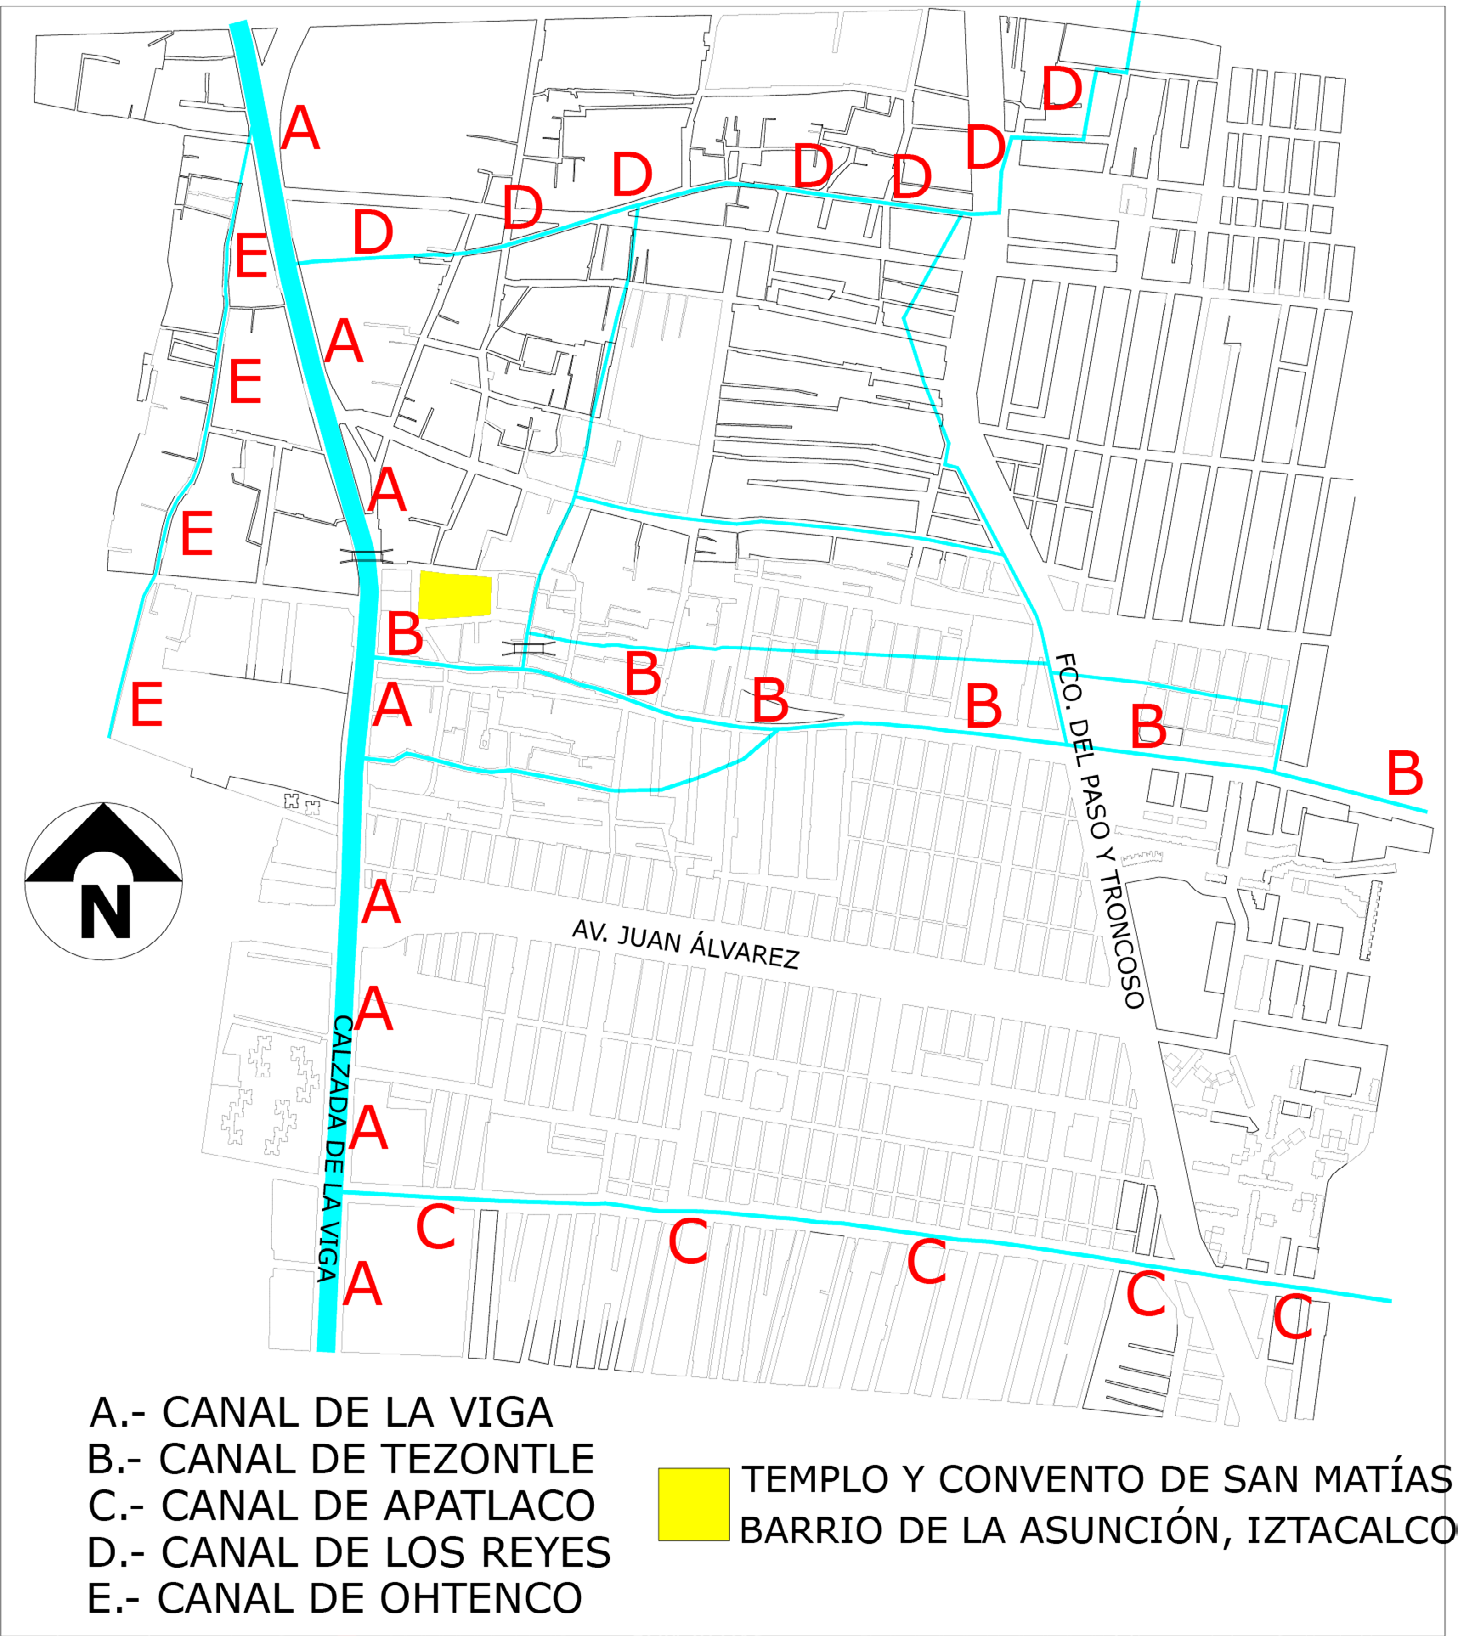 D
A
D
D
D
D
D
D
E
A
E
A
E
B
FCO. DEL PASO Y TRONCOSO
B
E
A
B
B
B
B
N
A
AV. JUAN ÁLVAREZ
A
CALZADA DE LA VIGA
A
C
C
C
A
C
C
A.- CANAL DE LA VIGA
B.- CANAL DE TEZONTLE
C.- CANAL DE APATLACO
D.- CANAL DE LOS REYES
E.- CANAL DE OHTENCO
TEMPLO Y CONVENTO DE SAN MATÍAS
BARRIO DE LA ASUNCIÓN, IZTACALCO